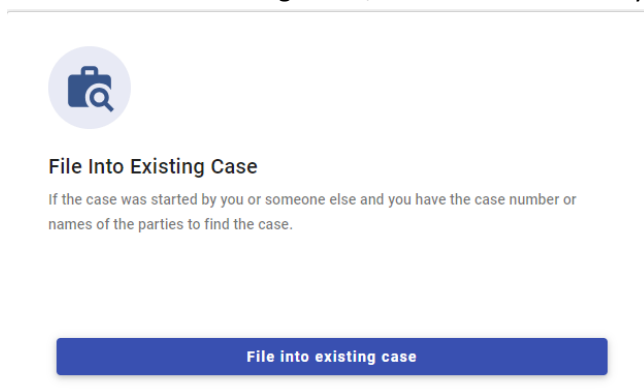 File Into Existing Case
If the case was started by you or someone else and you have the case number or
names of the parties to find the case.
File into existing case